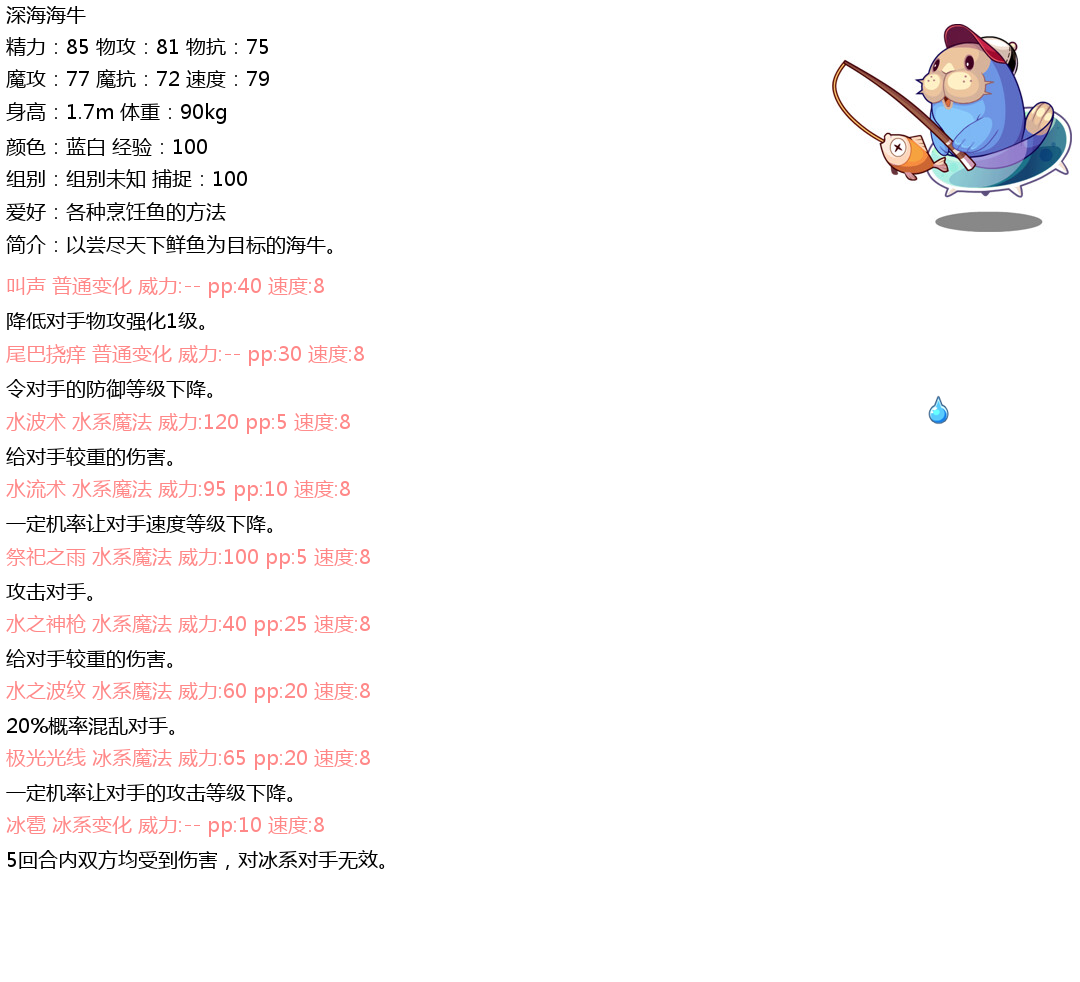 深海海牛
精力：85 物攻：81 物抗：75
魔攻：77 魔抗：72 速度：79
身高：1.7m 体重：90kg
颜色：蓝白 经验：100
组别：组别未知 捕捉：100
爱好：各种烹饪鱼的方法
简介：以尝尽天下鲜鱼为目标的海牛。
叫声 普通变化 威力:-- pp:40 速度:8
降低对手物攻强化1级。
尾巴挠痒 普通变化 威力:-- pp:30 速度:8
令对手的防御等级下降。
水波术 水系魔法 威力:120 pp:5 速度:8
给对手较重的伤害。
水流术 水系魔法 威力:95 pp:10 速度:8
一定机率让对手速度等级下降。
祭祀之雨 水系魔法 威力:100 pp:5 速度:8
攻击对手。
水之神枪 水系魔法 威力:40 pp:25 速度:8
给对手较重的伤害。
水之波纹 水系魔法 威力:60 pp:20 速度:8
20%概率混乱对手。
极光光线 冰系魔法 威力:65 pp:20 速度:8
一定机率让对手的攻击等级下降。
冰雹 冰系变化 威力:-- pp:10 速度:8
5回合内双方均受到伤害，对冰系对手无效。